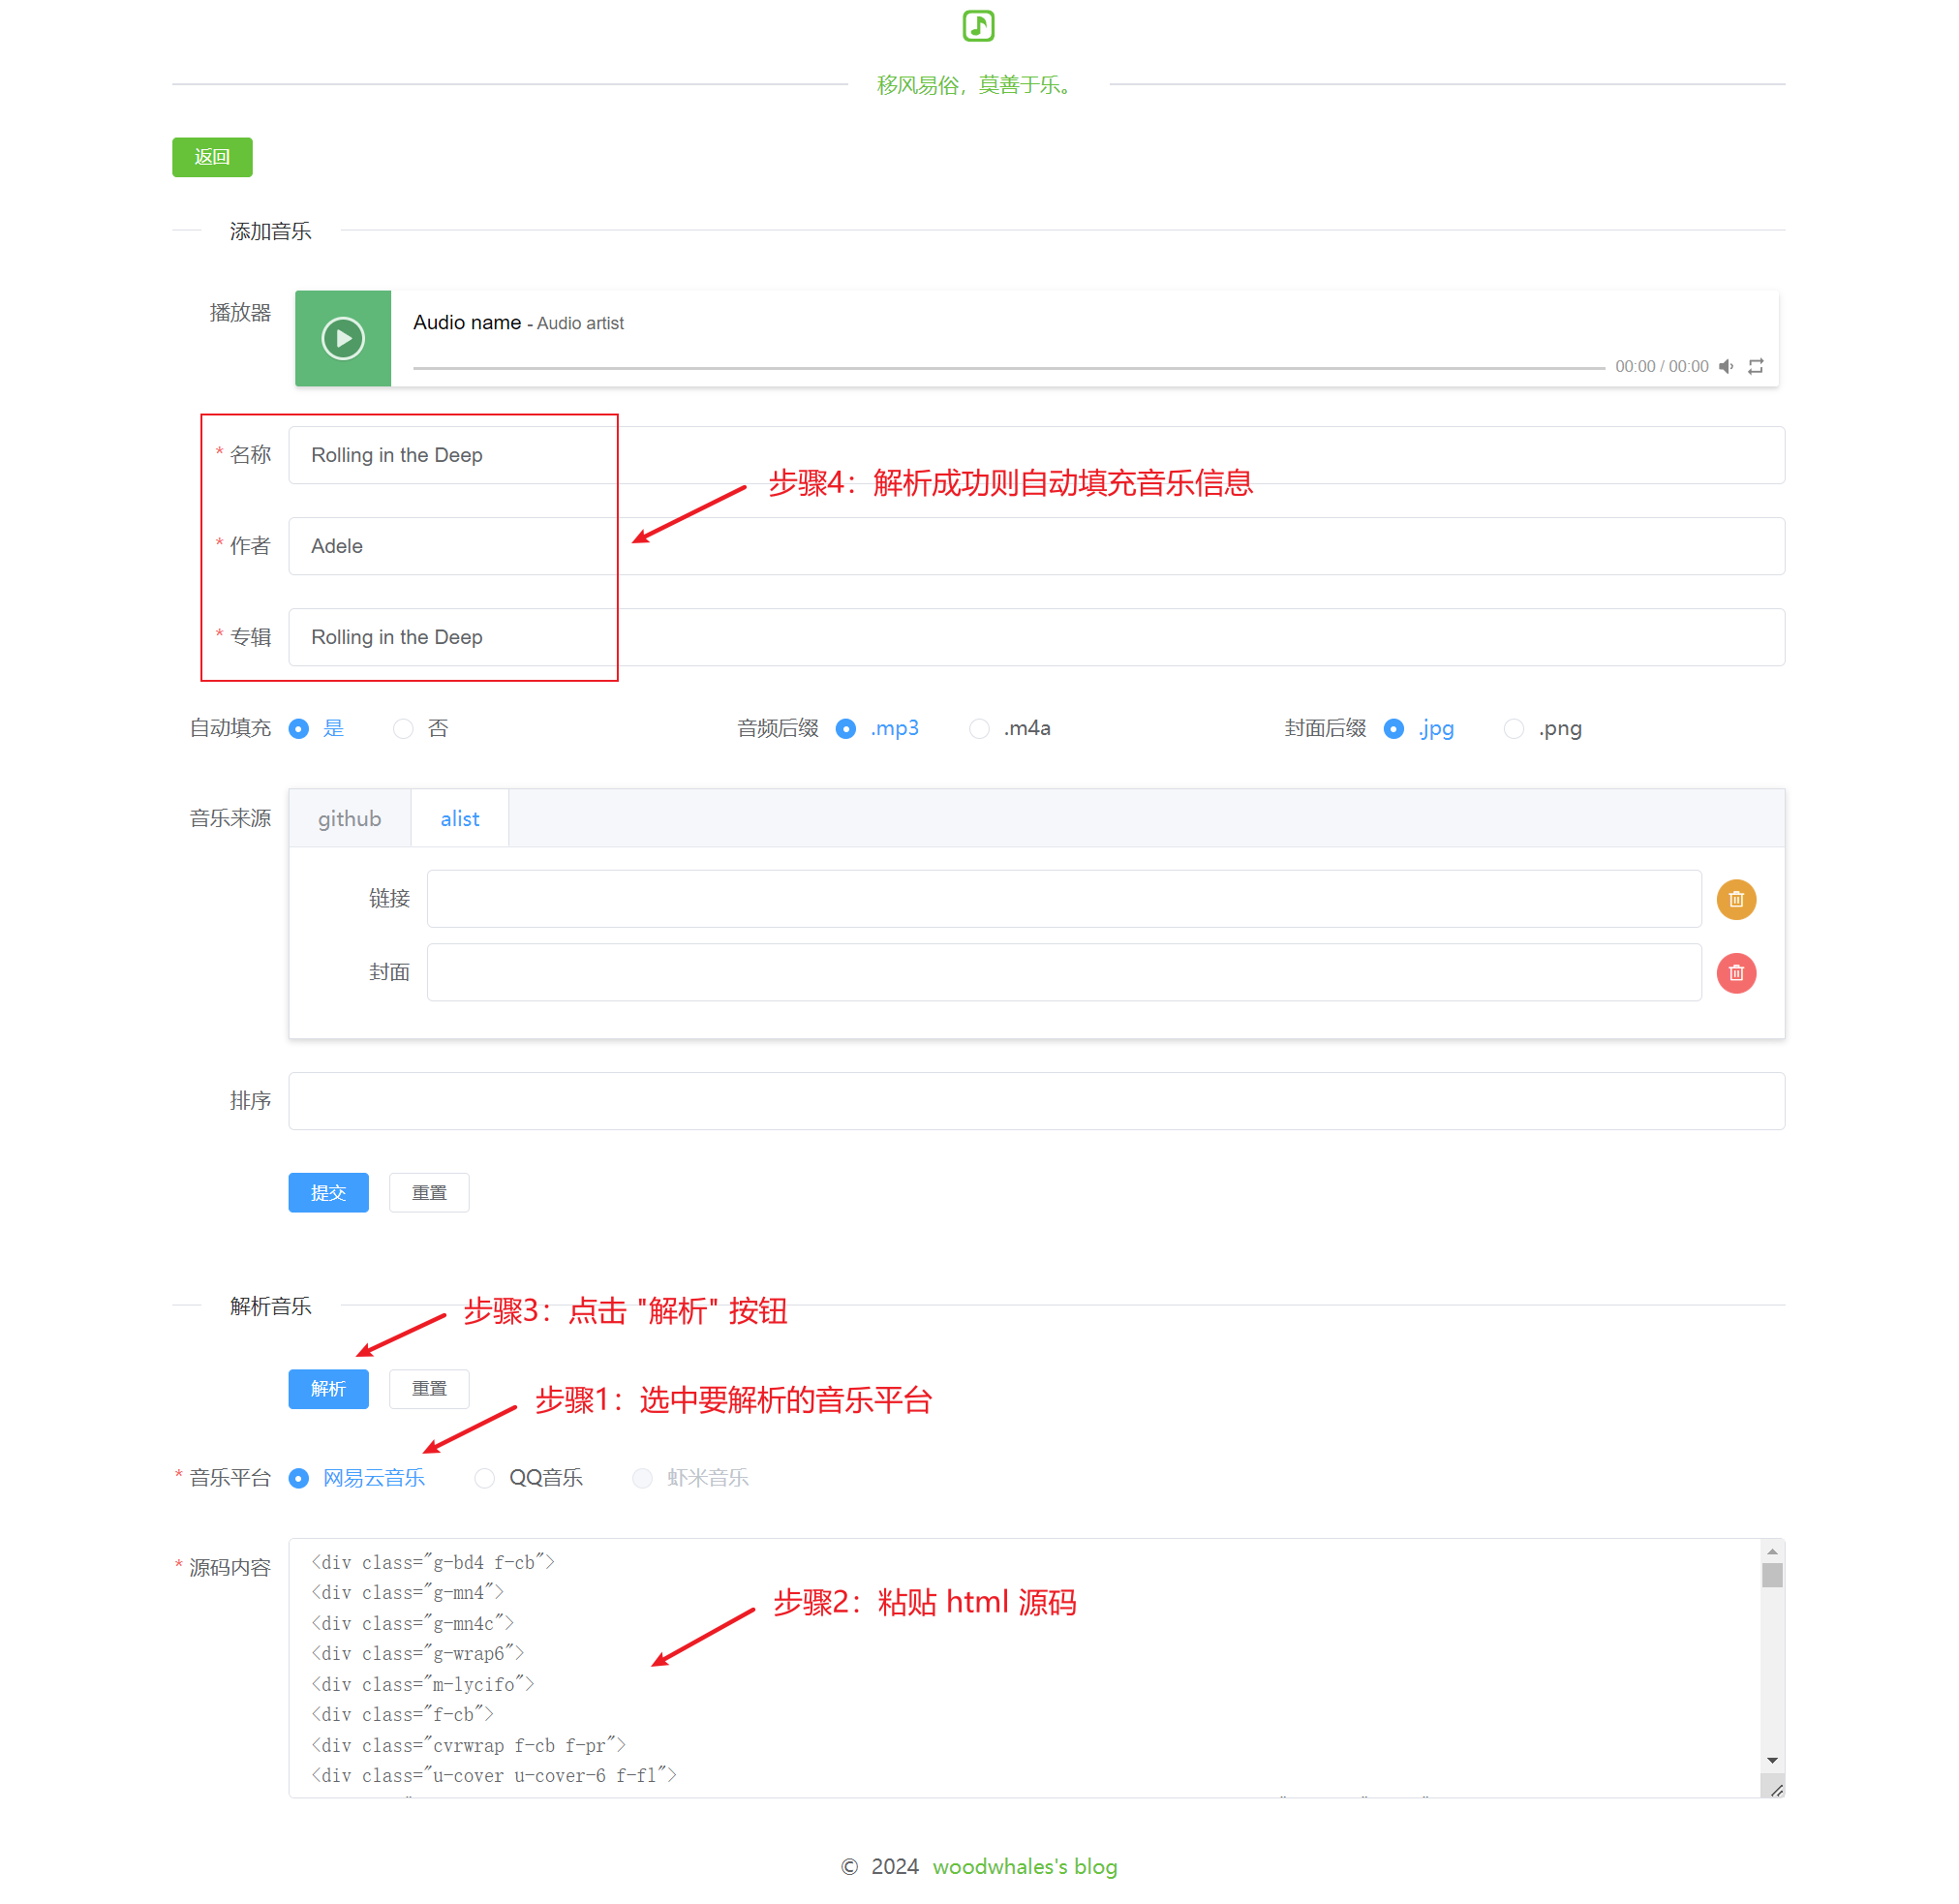 移风易俗，莫善于乐。
返回
添加音乐
播放器
Audio name - Audio artist
00:00 / 00:00
* 名称 Rolling in the Deep
步骤4：解析成功则自动填充音乐信息
* 作者 Adele
* 专辑 Rolling in the Deep
自动填充 是 否 音频后缀 .mp3 .m4a 封面后缀 .jpg .png
音乐来源 github alist
链接
封面
排序
提交 重置
解析音乐
步骤3：点击 "解析" 按钮
解析 重置
步骤1：选中要解析的音乐平台
* 音乐平台 网易云音乐 QQ音乐 虾米音乐
* 源码内容
<div class="g-bd4 f-cb">
<div class="g-mn4">
步骤2：粘贴 html 源码
<div class="g-mn4c">
<div class="g-wrap6">
<div class="m-lycifo">
<div class="f-cb">
<div class="cvrwrap f-cb f-pr">
<div class="u-cover u-cover-6 f-fl">
© 2024 woodwhales's blog